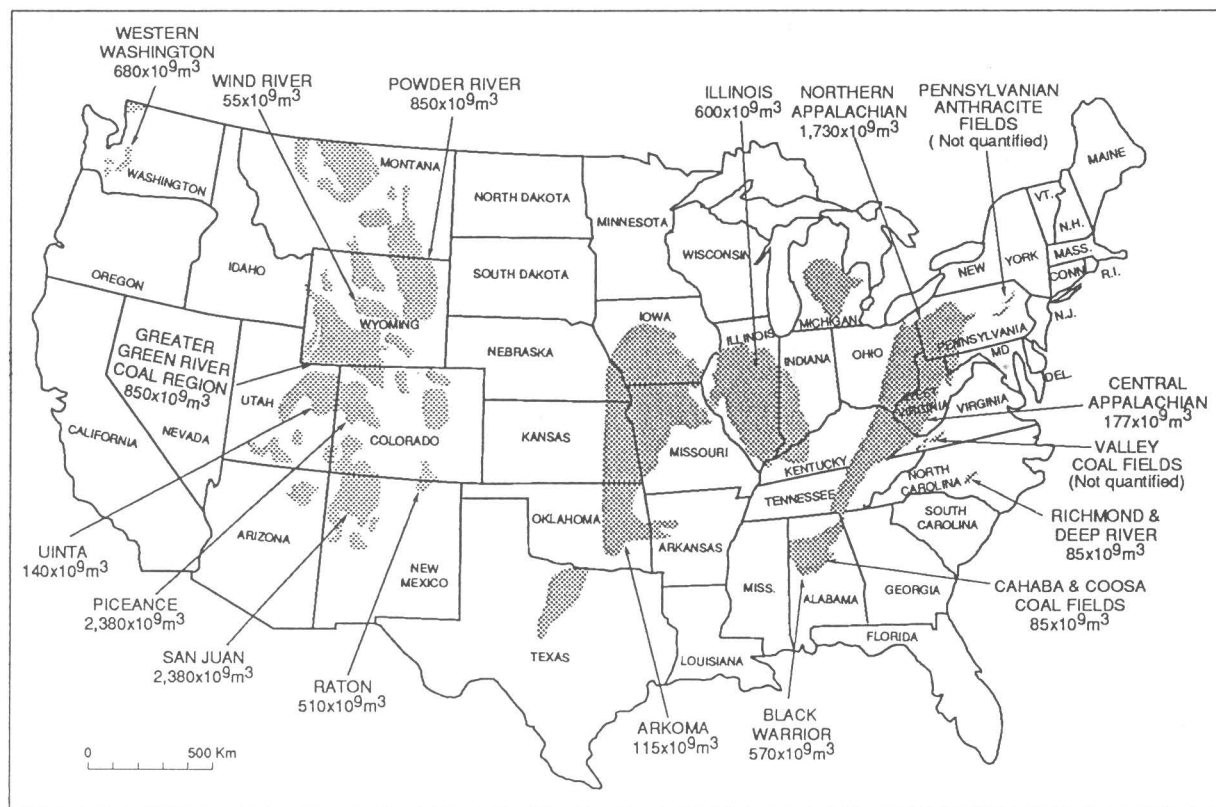 WESTERN
WASHINGTON
680x10⁹m³
WIND RIVER
55x10⁹m³
POWDER RIVER
850x10⁹m³
ILLINOIS
600x10⁹m³
NORTHERN
APPALACHIAN
1,730x10⁹m³
PENNSYLVANIAN
ANTHRACITE
FIELDS
( Not quantified)
WASHINGTON
MONTANA
NORTH DAKOTA
MINNESOTA
MAINE
VT.
N.H.
OREGON
IDAHO
SOUTH DAKOTA
WISCONSIN
NEW YORK
MASS.
CONN
R.I.
WYOMING
IOWA
MICHIGAN
ILLINOIS
INDIANA
OHIO
PENNSYLVANIA
N.J.
MD
DEL.
GREATER
GREEN RIVER
COAL REGION
850x10⁹m³
NEBRASKA
CALIFORNIA
NEVADA
UTAH
COLORADO
KANSAS
MISSOURI
KENTUCKY
WEST
VIRGINIA
VIRGINIA
CENTRAL
APPALACHIAN
177x10⁹m³
VALLEY
COAL FIELDS
(Not quantified)
ARIZONA
NEW
MEXICO
OKLAHOMA
ARKANSAS
TENNESSEE
NORTH
CAROLINA
SOUTH
CAROLINA
RICHMOND &
DEEP RIVER
85x10⁹m³
UINTA
140x10⁹m³
PICEANCE
2,380x10⁹m³
SAN JUAN
2,380x10⁹m³
RATON
510x10⁹m³
TEXAS
LOUISIANA
MISS.
ALABAMA
GEORGIA
FLORIDA
CAHABA & COOSA
COAL FIELDS
85x10⁹m³
ARKOMA
115x10⁹m³
BLACK
WARRIOR
570x10⁹m³
0 500 Km